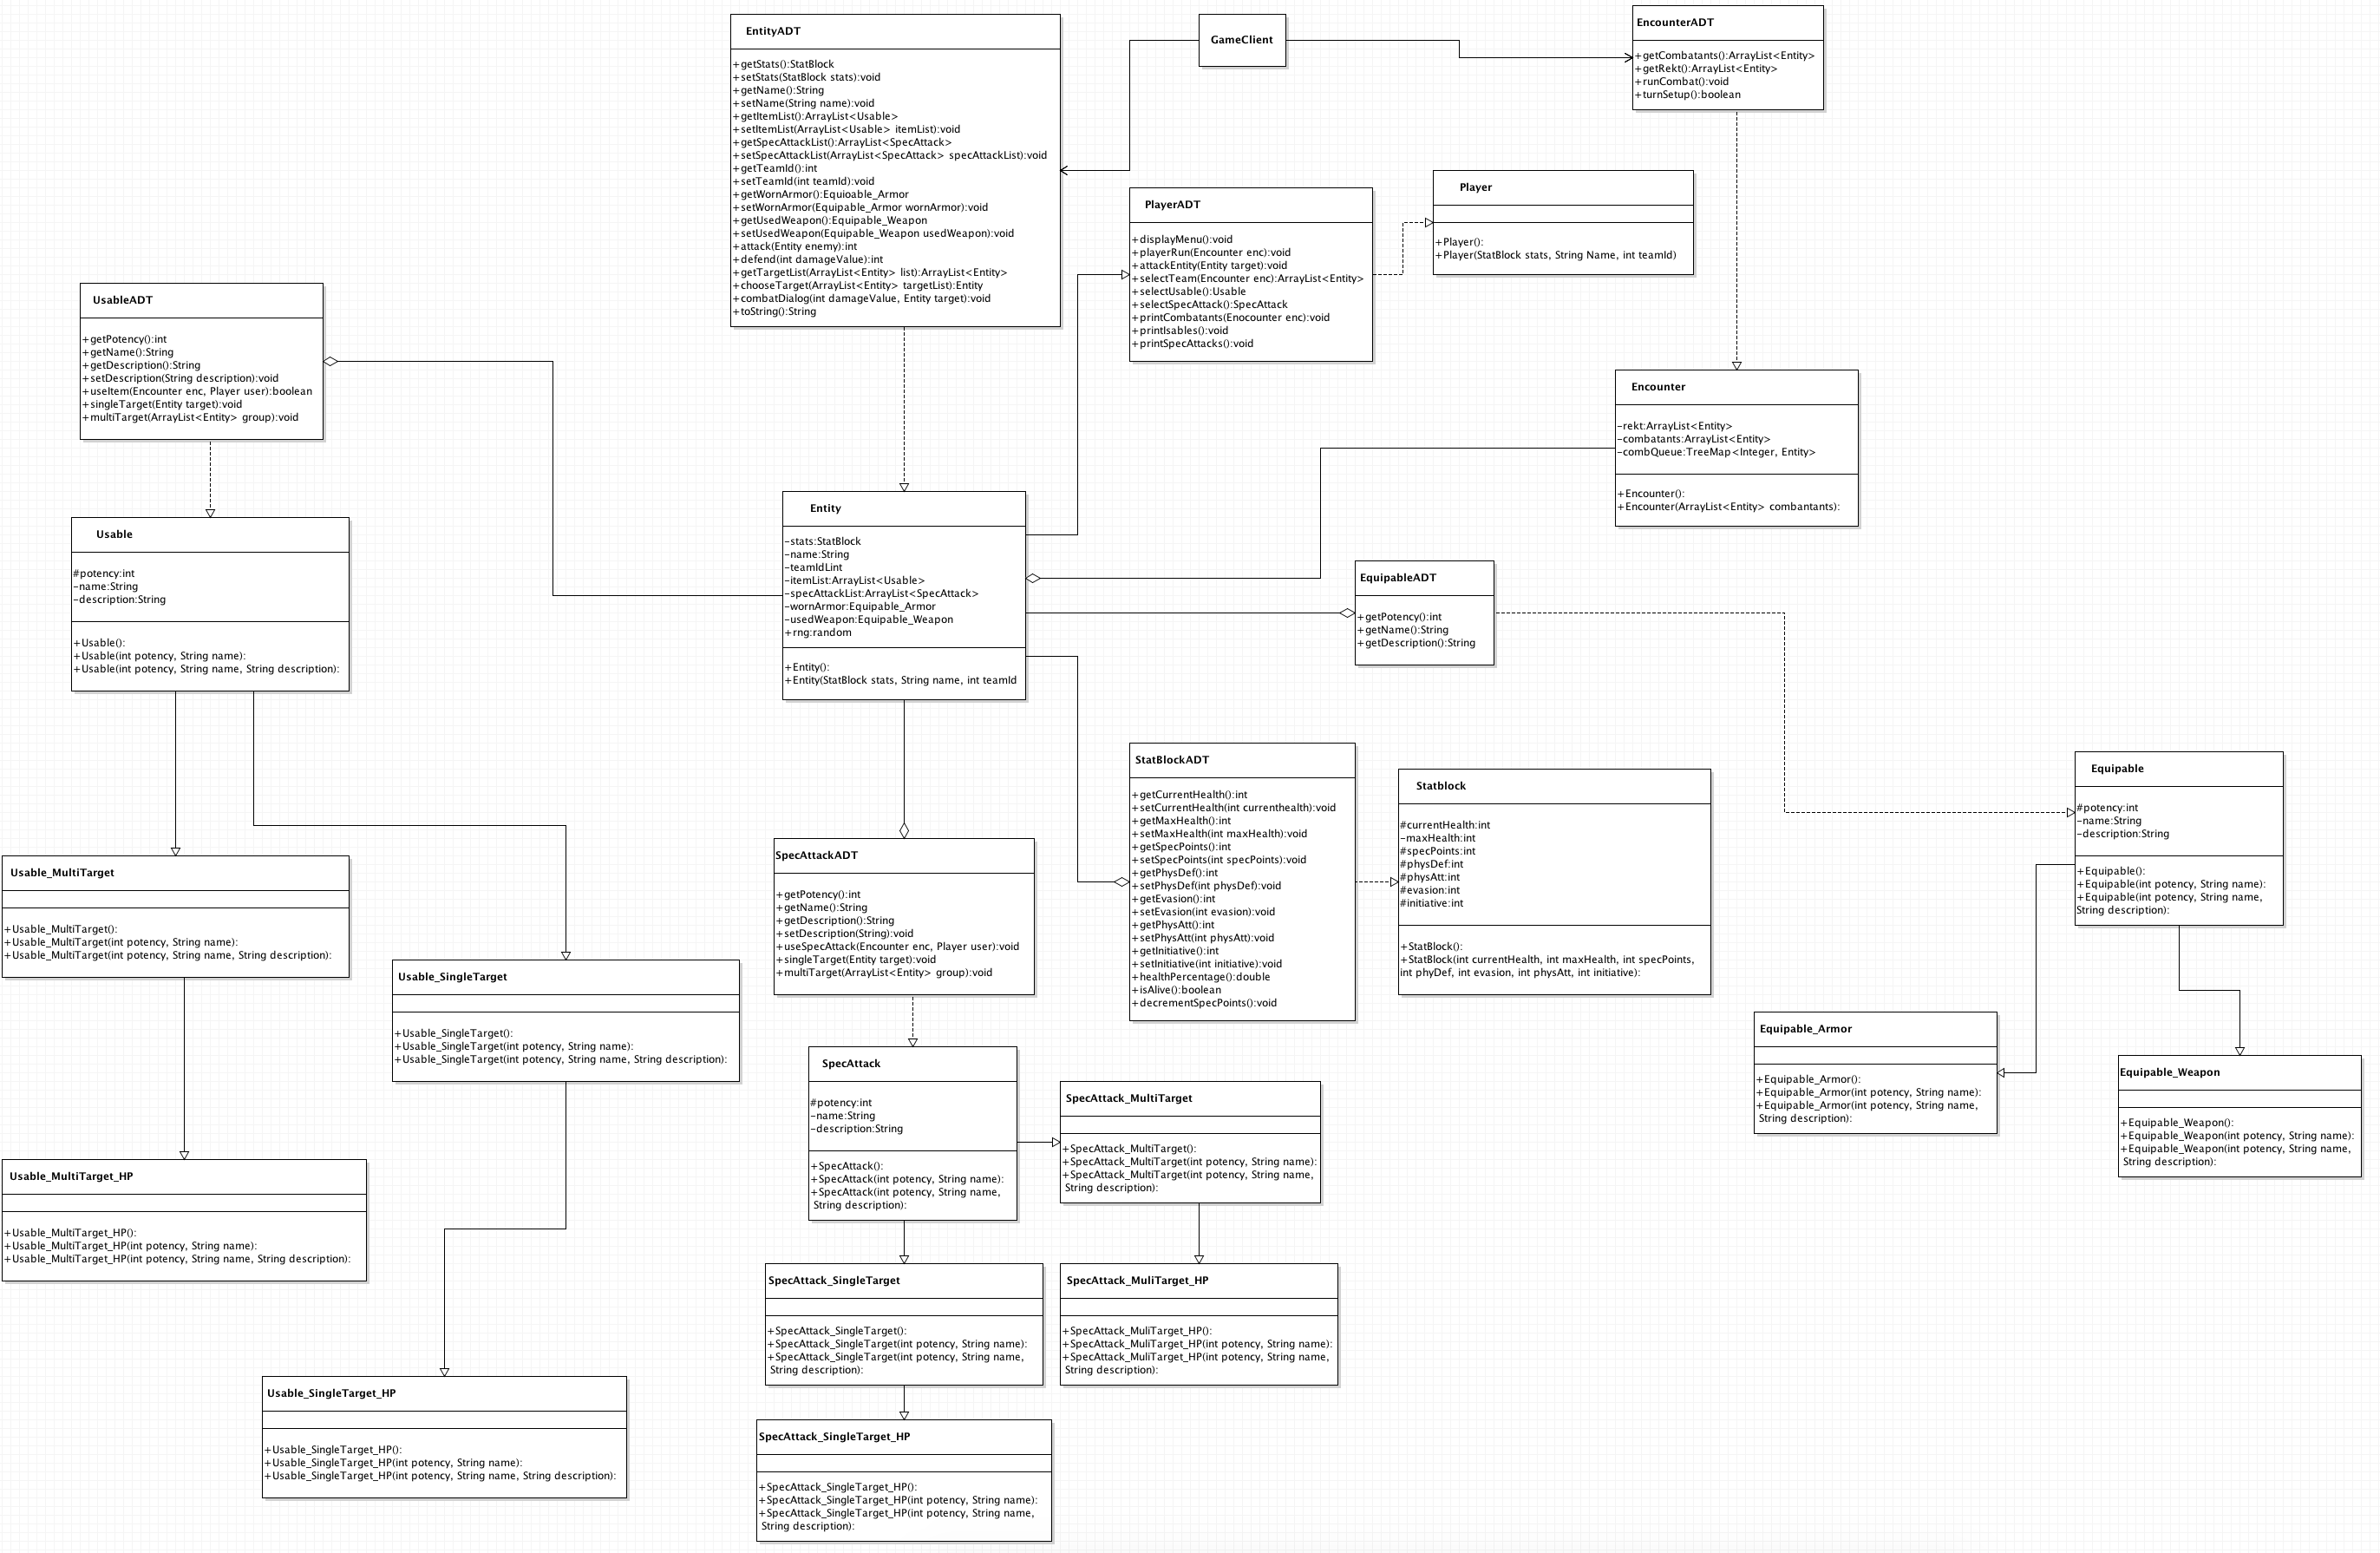 EntityADT
+getStats():StatBlock
+setStats(StatBlock stats):void
+getName():String
+setName(String name):void
+getItemList():ArrayList<Usable>
+setItemList(ArrayList<Usable> itemList):void
+getSpecAttackList():ArrayList<SpecAttack>
+setSpecAttackList(ArrayList<SpecAttack> specAttackList):void
+getTeamId():int
+setTeamId(int teamId):void
+getWornArmor():Equioable_Armor
+setWornArmor(Equipable_Armor wornArmor):void
+getUsedWeapon():Equipable_Weapon
+setUsedWeapon(Equipable_Weapon usedWeapon):void
+attack(Entity enemy):int
+defend(int damageValue):int
+getTargetList(ArrayList<Entity> list):ArrayList<Entity>
+chooseTarget(ArrayList<Entity> targetList):Entity
+combatDialog(int damageValue, Entity target):void
+toString():String
GameClient
EncounterADT
+getCombatants():ArrayList<Entity>
+getRekt():ArrayList<Entity>
+runCombat():void
+turnSetup():boolean
PlayerADT
+displayMenu():void
+playerRun(Encounter enc):void
+attackEntity(Entity target):void
+selectTeam(Encounter enc):ArrayList<Entity>
+selectUsable():Usable
+selectSpecAttack():SpecAttack
+printCombatants(Enocounter enc):void
+printIsables():void
+printSpecAttacks():void
Player
+Player():
+Player(StatBlock stats, String Name, int teamId)
UsableADT
+getPotency():int
+getName():String
+getDescription():String
+setDescription(String description):void
+useItem(Encounter enc, Player user):boolean
+singleTarget(Entity target):void
+multiTarget(ArrayList<Entity> group):void
Encounter
-rekt:ArrayList<Entity>
-combatants:ArrayList<Entity>
-combQueue:TreeMap<Integer, Entity>
+Encounter():
+Encounter(ArrayList<Entity> combantants):
Usable
#potency:int
-name:String
-description:String
+Usable():
+Usable(int potency, String name):
+Usable(int potency, String name, String description):
Entity
-stats:StatBlock
-name:String
-teamIdLint
-itemList:ArrayList<Usable>
-specAttackList:ArrayList<SpecAttack>
-wornArmor:Equipable_Armor
-usedWeapon:Equipable_Weapon
+rng:random
+Entity():
+Entity(StatBlock stats, String name, int teamId
EquipableADT
+getPotency():int
+getName():String
+getDescription():String
StatBlockADT
+getCurrentHealth():int
+setCurrentHealth(int currenthealth):void
+getMaxHealth():int
+setMaxHealth(int maxHealth):void
+getSpecPoints():int
+setSpecPoints(int specPoints):void
+getPhysDef():int
+setPhysDef(int physDef):void
+getEvasion():int
+setEvasion(int evasion):void
+getPhysAtt():int
+setPhysAtt(int physAtt):void
+getInitiative():int
+setInitiative(int initiative):void
+healthPercentage():double
+isAlive():boolean
+decrementSpecPoints():void
Statblock
#currentHealth:int
-maxHealth:int
#specPoints:int
#physDef:int
#physAtt:int
#evasion:int
#initiative:int
+StatBlock():
+StatBlock(int currentHealth, int maxHealth, int specPoints,
int phyDef, int evasion, int physAtt, int initiative):
Equipable
#potency:int
-name:String
-description:String
+Equipable():
+Equipable(int potency, String name):
+Equipable(int potency, String name,
String description):
Usable_MultiTarget
+Usable_MultiTarget():
+Usable_MultiTarget(int potency, String name):
+Usable_MultiTarget(int potency, String name, String description):
Usable_SingleTarget
+Usable_SingleTarget():
+Usable_SingleTarget(int potency, String name):
+Usable_SingleTarget(int potency, String name, String description):
SpecAttackADT
+getPotency():int
+getName():String
+getDescription():String
+setDescription(String):void
+useSpecAttack(Encounter enc, Player user):void
+singleTarget(Entity target):void
+multiTarget(ArrayList<Entity> group):void
SpecAttack
#potency:int
-name:String
-description:String
+SpecAttack():
+SpecAttack(int potency, String name):
+SpecAttack(int potency, String name,
String description):
SpecAttack_MultiTarget
+SpecAttack_MultiTarget():
+SpecAttack_MultiTarget(int potency, String name):
+SpecAttack_MultiTarget(int potency, String name,
String description):
Equipable_Armor
+Equipable_Armor():
+Equipable_Armor(int potency, String name):
+Equipable_Armor(int potency, String name,
String description):
Equipable_Weapon
+Equipable_Weapon():
+Equipable_Weapon(int potency, String name):
+Equipable_Weapon(int potency, String name,
String description):
Usable_MultiTarget_HP
+Usable_MultiTarget_HP():
+Usable_MultiTarget_HP(int potency, String name):
+Usable_MultiTarget_HP(int potency, String name, String description):
SpecAttack_SingleTarget
+SpecAttack_SingleTarget():
+SpecAttack_SingleTarget(int potency, String name):
+SpecAttack_SingleTarget(int potency, String name,
String description):
SpecAttack_MuliTarget_HP
+SpecAttack_MuliTarget_HP():
+SpecAttack_MuliTarget_HP(int potency, String name):
+SpecAttack_MuliTarget_HP(int potency, String name,
String description):
Usable_SingleTarget_HP
+Usable_SingleTarget_HP():
+Usable_SingleTarget_HP(int potency, String name):
+Usable_SingleTarget_HP(int potency, String name, String description):
SpecAttack_SingleTarget_HP
+SpecAttack_SingleTarget_HP():
+SpecAttack_SingleTarget_HP(int potency, String name):
+SpecAttack_SingleTarget_HP(int potency, String name,
String description):